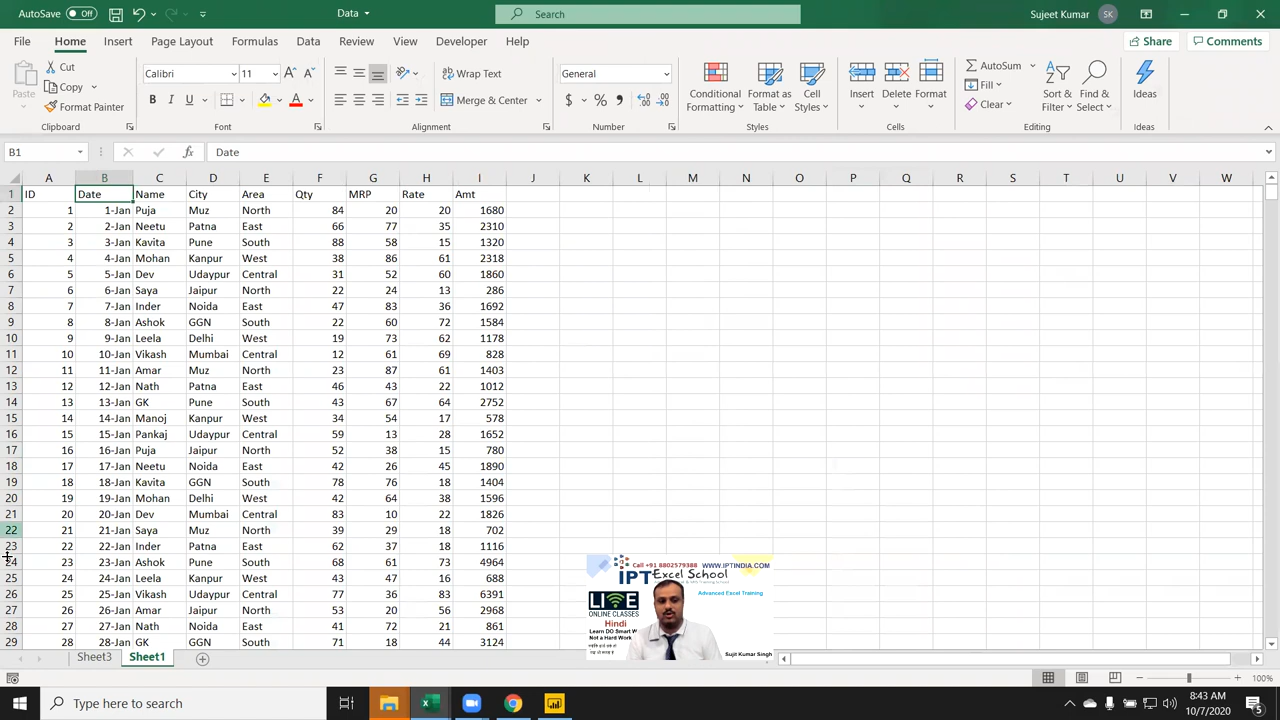 AutoSave Off Data Search Sujeet Kumar SK
File Home Insert Page Layout Formulas Data Review View Developer Help Share Comments
Paste Cut Copy Format Painter Clipboard
Calibri 11 B I U A Font
Wrap Text Merge & Center Alignment
General $ % Number
Conditional Formatting Format as Table Cell Styles Styles
Insert Delete Format Cells
AutoSum Fill Clear Sort & Filter Find & Select Editing
Ideas Ideas
B1 fx Date
A B C D E F G H I J K L M N O P Q R S T U V W
1 ID Date Name City Area Qty MRP Rate Amt
2 1 1-Jan Puja Muz North 84 20 20 1680
3 2 2-Jan Neetu Patna East 66 77 35 2310
4 3 3-Jan Kavita Pune South 88 58 15 1320
5 4 4-Jan Mohan Kanpur West 38 86 61 2318
6 5 5-Jan Dev Udaypur Central 31 52 60 1860
7 6 6-Jan Saya Jaipur North 22 24 13 286
8 7 7-Jan Inder Noida East 47 83 36 1692
9 8 8-Jan Ashok GGN South 22 60 72 1584
10 9 9-Jan Leela Delhi West 19 73 62 1178
11 10 10-Jan Vikash Mumbai Central 12 61 69 828
12 11 11-Jan Amar Muz North 23 87 61 1403
13 12 12-Jan Nath Patna East 46 43 22 1012
14 13 13-Jan GK Pune South 43 67 64 2752
15 14 14-Jan Manoj Kanpur West 34 54 17 578
16 15 15-Jan Pankaj Udaypur Central 59 13 28 1652
17 16 16-Jan Puja Jaipur North 52 38 15 780
18 17 17-Jan Neetu Noida East 42 26 45 1890
19 18 18-Jan Kavita GGN South 78 76 18 1404
20 19 19-Jan Mohan Delhi West 42 64 38 1596
21 20 20-Jan Dev Mumbai Central 83 10 22 1826
22 21 21-Jan Saya Muz North 39 29 18 702
23 22 22-Jan Inder Patna East 62 37 18 1116
23 23-Jan Ashok Pune South 68 61 73 4964
25 24 24-Jan Leela Kanpur West 43 47 16 688
26 25 25-Jan Vikash Udaypur Central 77 36 83 6391
27 26 26-Jan Amar Jaipur North 53 20 56 2968
28 27 27-Jan Nath Noida East 41 72 21 861
29 28 28-Jan GK GGN South 71 18 44 3124
Call +91 8802579388 WWW.IPTINDIA.COM
IPT Excel School
LIVE Advanced Excel Training
ONLINE CLASSES
Hindi
Learn DO Smart W
Not a Hard Work
Sujit Kumar Singh
Sheet3 Sheet
100%
Type here to search
8:43 AM
10/7/2020